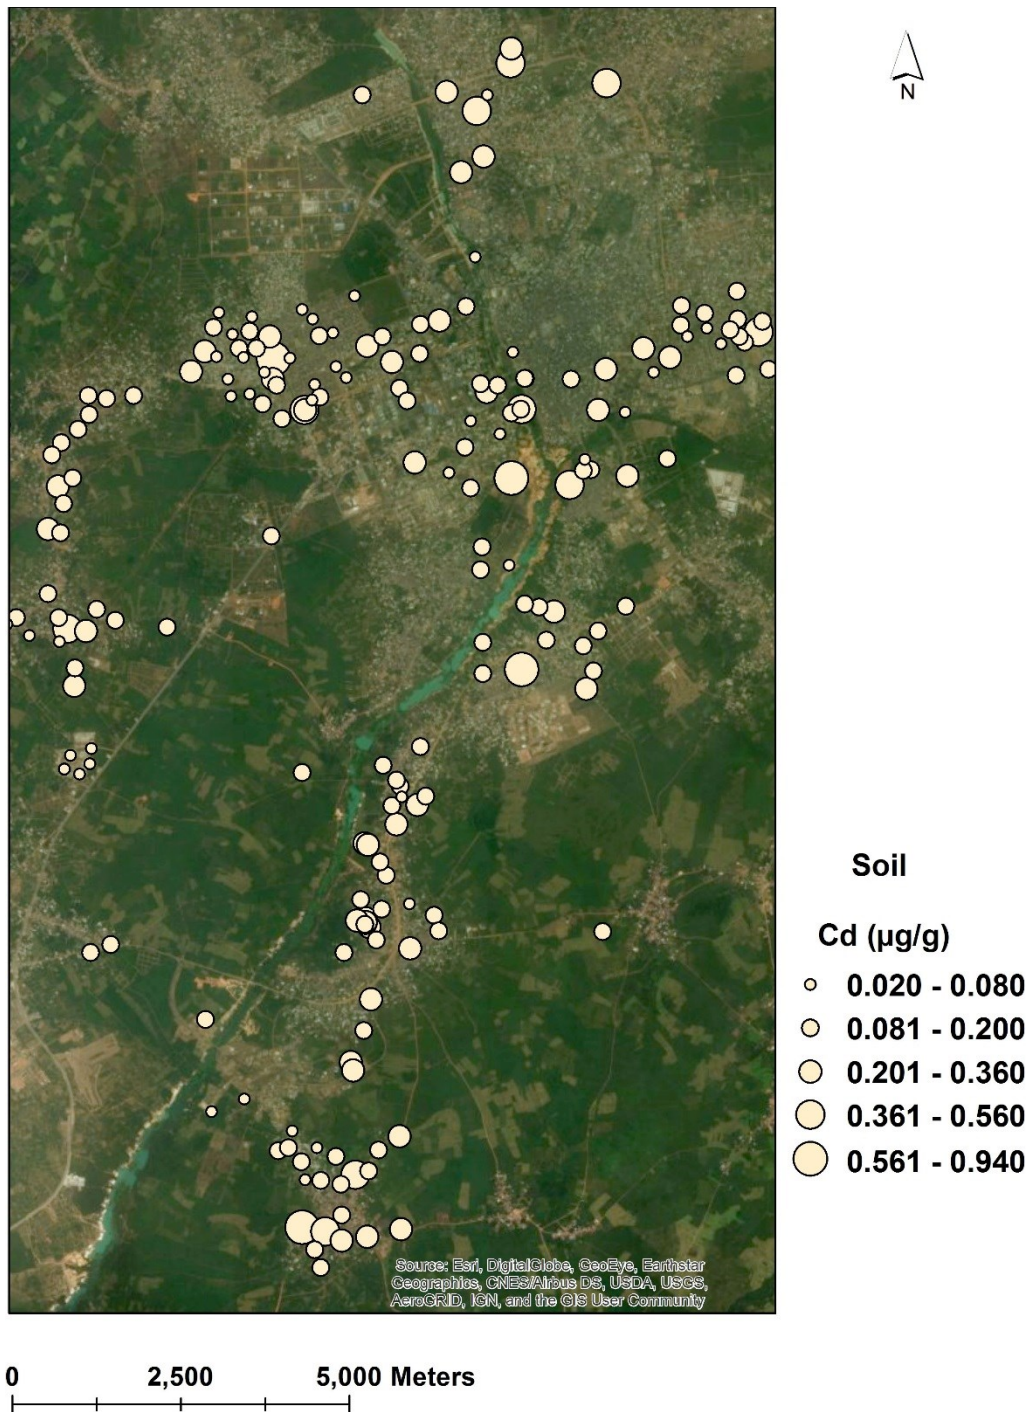 N
Soil
Cd (µg/g)
0.020 - 0.080
0.081 - 0.200
0.201 - 0.360
0.361 - 0.560
0.561 - 0.940
Source: Esri, DigitalGlobe, GeoEye, Earthstar
Geographics, CNES/Airbus DS, USDA, USGS,
AeroGRID, IGN, and the GIS User Community
0 2,500 5,000 Meters